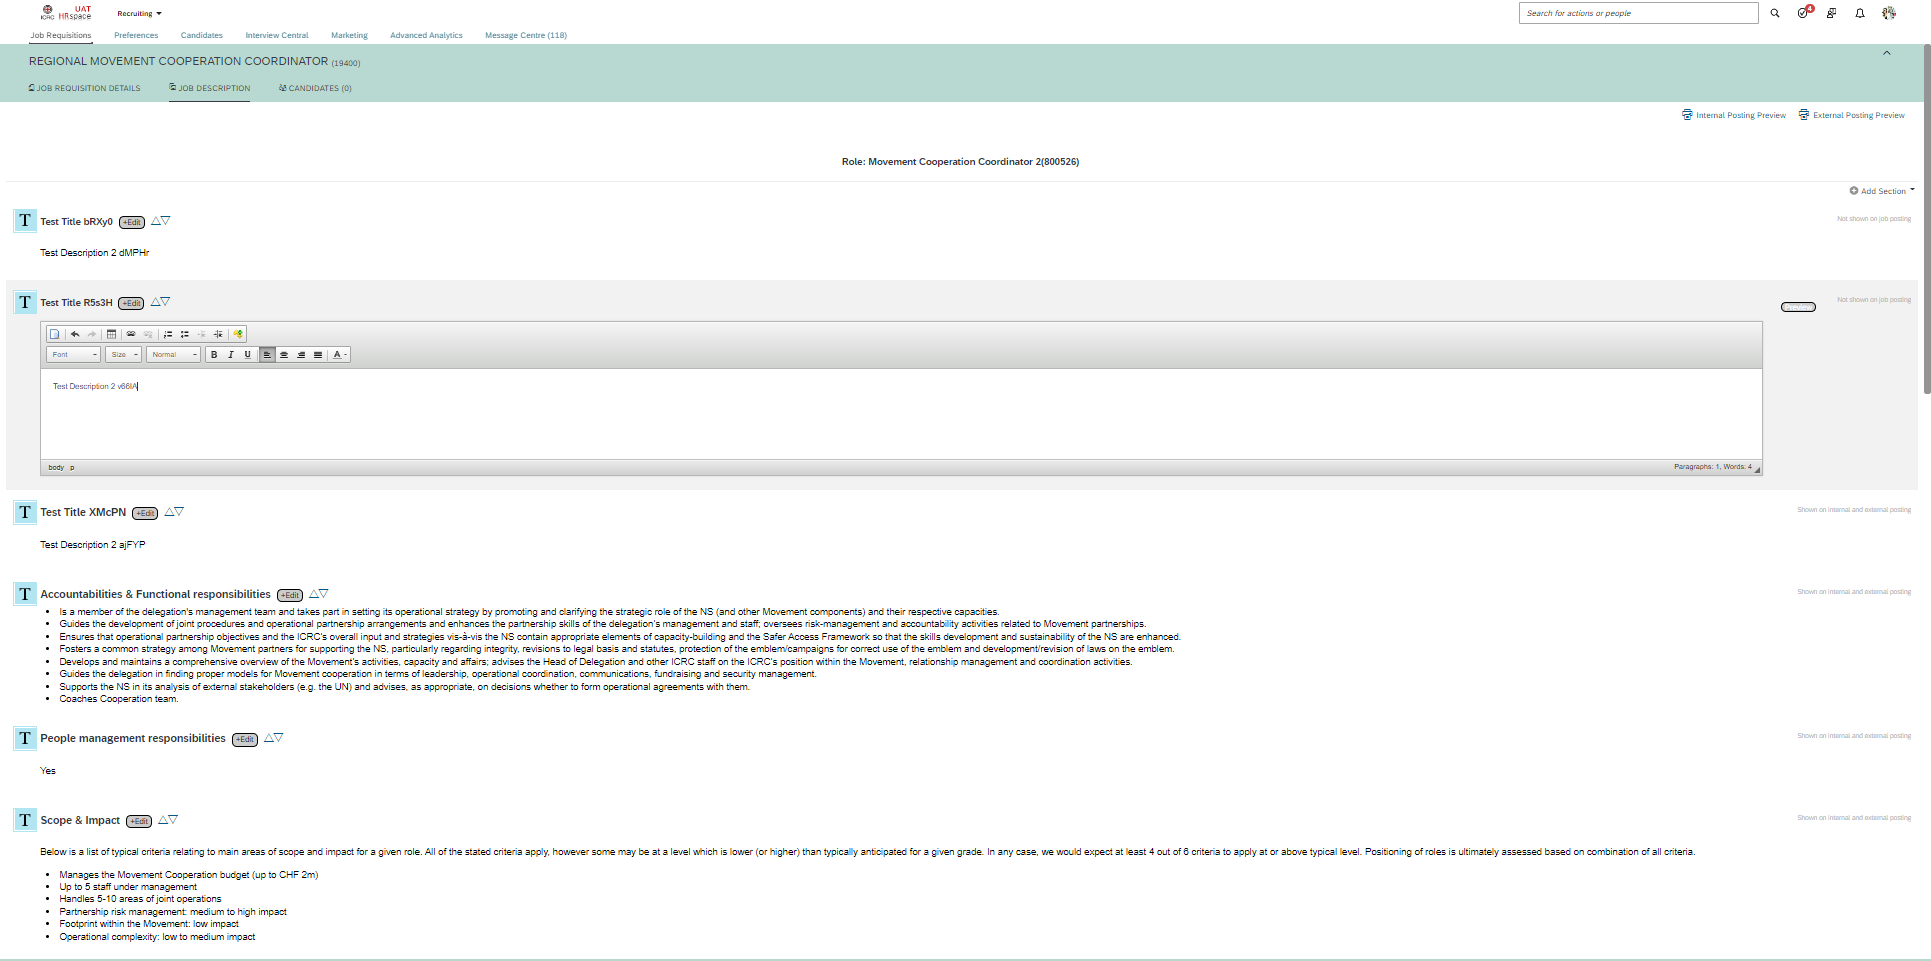 UAT
ICRC HRspace
Recruiting
Search for actions or people
4
Job Requisitions
Preferences
Candidates
Interview Central
Marketing
Advanced Analytics
Message Centre (118)
REGIONAL MOVEMENT COOPERATION COORDINATOR (19400)
JOB REQUISITION DETAILS
JOB DESCRIPTION
CANDIDATES (0)
Internal Posting Preview
External Posting Preview
Role: Movement Cooperation Coordinator 2(800526)
Add Section
T Test Title bRXy0 +Edit
Not shown on job posting
Test Description 2 dMPHr
T Test Title R5s3H +Edit
Not shown on job posting
Font
Size
Normal
B I U
A
Test Description 2 v66IA
body p
Paragraphs: 1, Words: 4
T Test Title XMcPN +Edit
Shown on internal and external posting
Test Description 2 ajFYP
T Accountabilities & Functional responsibilities +Edit
Shown on internal and external posting
• Is a member of the delegation's management team and takes part in setting its operational strategy by promoting and clarifying the strategic role of the NS (and other Movement components) and their respective capacities.
• Guides the development of joint procedures and operational partnership arrangements and enhances the partnership skills of the delegation's management and staff; oversees risk-management and accountability activities related to Movement partnerships.
• Ensures that operational partnership objectives and the ICRC's overall input and strategies vis-à-vis the NS contain appropriate elements of capacity-building and the Safer Access Framework so that the skills development and sustainability of the NS are enhanced.
• Fosters a common strategy among Movement partners for supporting the NS, particularly regarding integrity, revisions to legal basis and statutes, protection of the emblem/campaigns for correct use of the emblem and development/revision of laws on the emblem.
• Develops and maintains a comprehensive overview of the Movement's activities, capacity and affairs; advises the Head of Delegation and other ICRC staff on the ICRC's position within the Movement, relationship management and coordination activities.
• Guides the delegation in finding proper models for Movement cooperation in terms of leadership, operational coordination, communications, fundraising and security management.
• Supports the NS in its analysis of external stakeholders (e.g. the UN) and advises, as appropriate, on decisions whether to form operational agreements with them.
• Coaches Cooperation team.
T People management responsibilities +Edit
Shown on internal and external posting
Yes
T Scope & Impact +Edit
Shown on internal and external posting
Below is a list of typical criteria relating to main areas of scope and impact for a given role. All of the stated criteria apply, however some may be at a level which is lower (or higher) than typically anticipated for a given grade. In any case, we would expect at least 4 out of 6 criteria to apply at or above typical level. Positioning of roles is ultimately assessed based on combination of all criteria.
• Manages the Movement Cooperation budget (up to CHF 2m)
• Up to 5 staff under management
• Handles 5-10 areas of joint operations
• Partnership risk management: medium to high impact
• Footprint within the Movement: low impact
• Operational complexity: low to medium impact